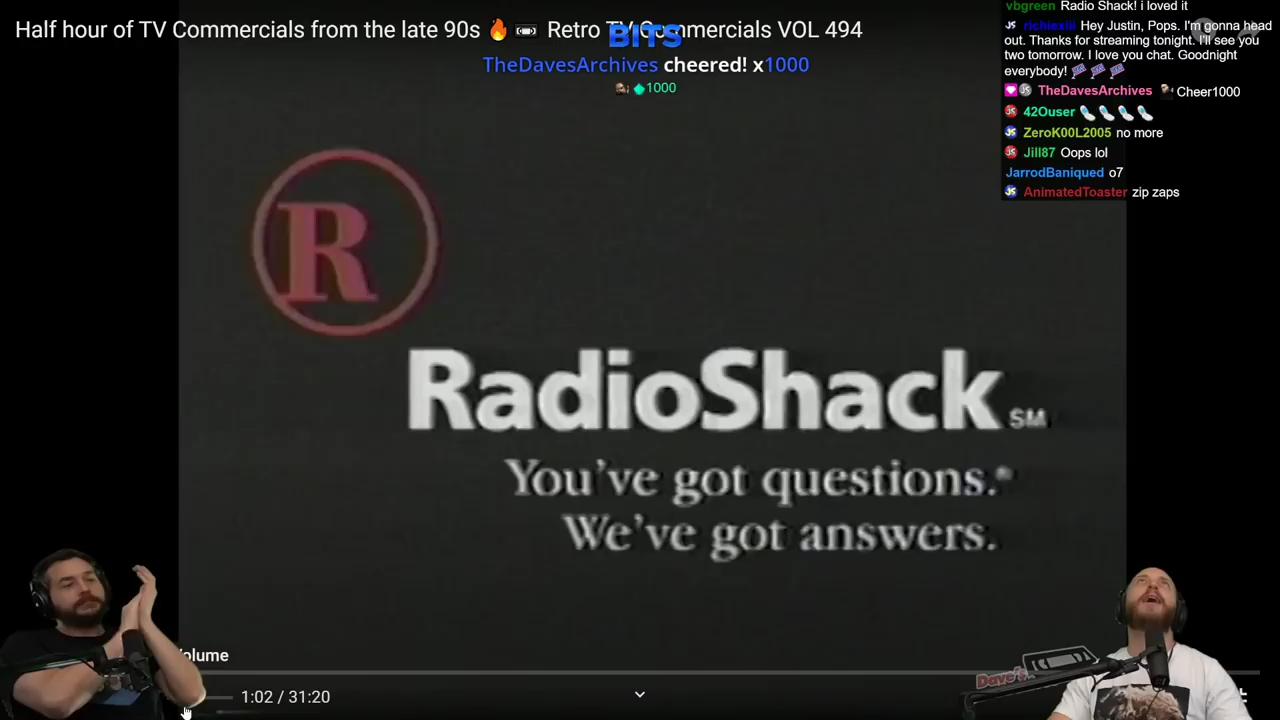 Half hour of TV Commercials from the late 90s 🔥📼 Retro TV Commercials VOL 494
BITS
TheDavesArchives cheered! x1000
1000
vbgreen Radio Shack! i loved it
richiexiii Hey Justin, Pops. I'm gonna head
out. Thanks for streaming tonight. I'll see you
two tomorrow. I love you chat. Goodnight
everybody!
TheDavesArchives Cheer1000
42Ouser
ZeroK00L2005 no more
Jill87 Oops lol
JarrodBaniqued o7
AnimatedToaster zip zaps
R
RadioShack SM
You've got questions.®
We've got answers.
Volume
1:02 / 31:20
Dave's